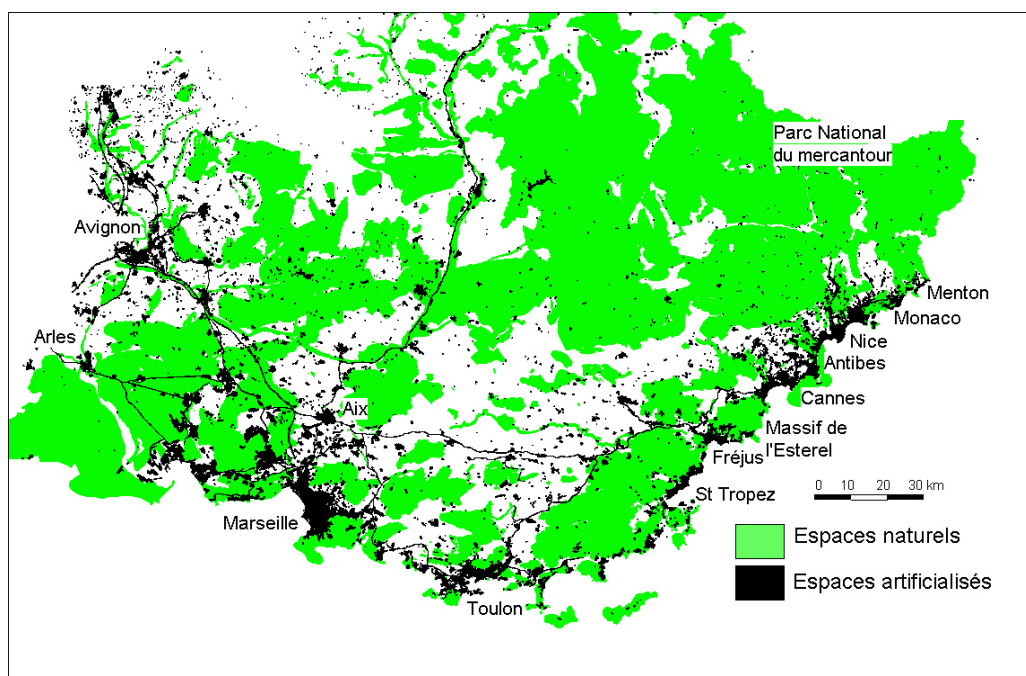 Parc National
du mercantour
Avignon
Menton
Monaco
Arles
Nice
Antibes
Cannes
Aix
Massif de
l'Esterel
Fréjus
St Tropez
0 10 20 30 km
Marseille
Espaces naturels
Espaces artificialisés
Toulon